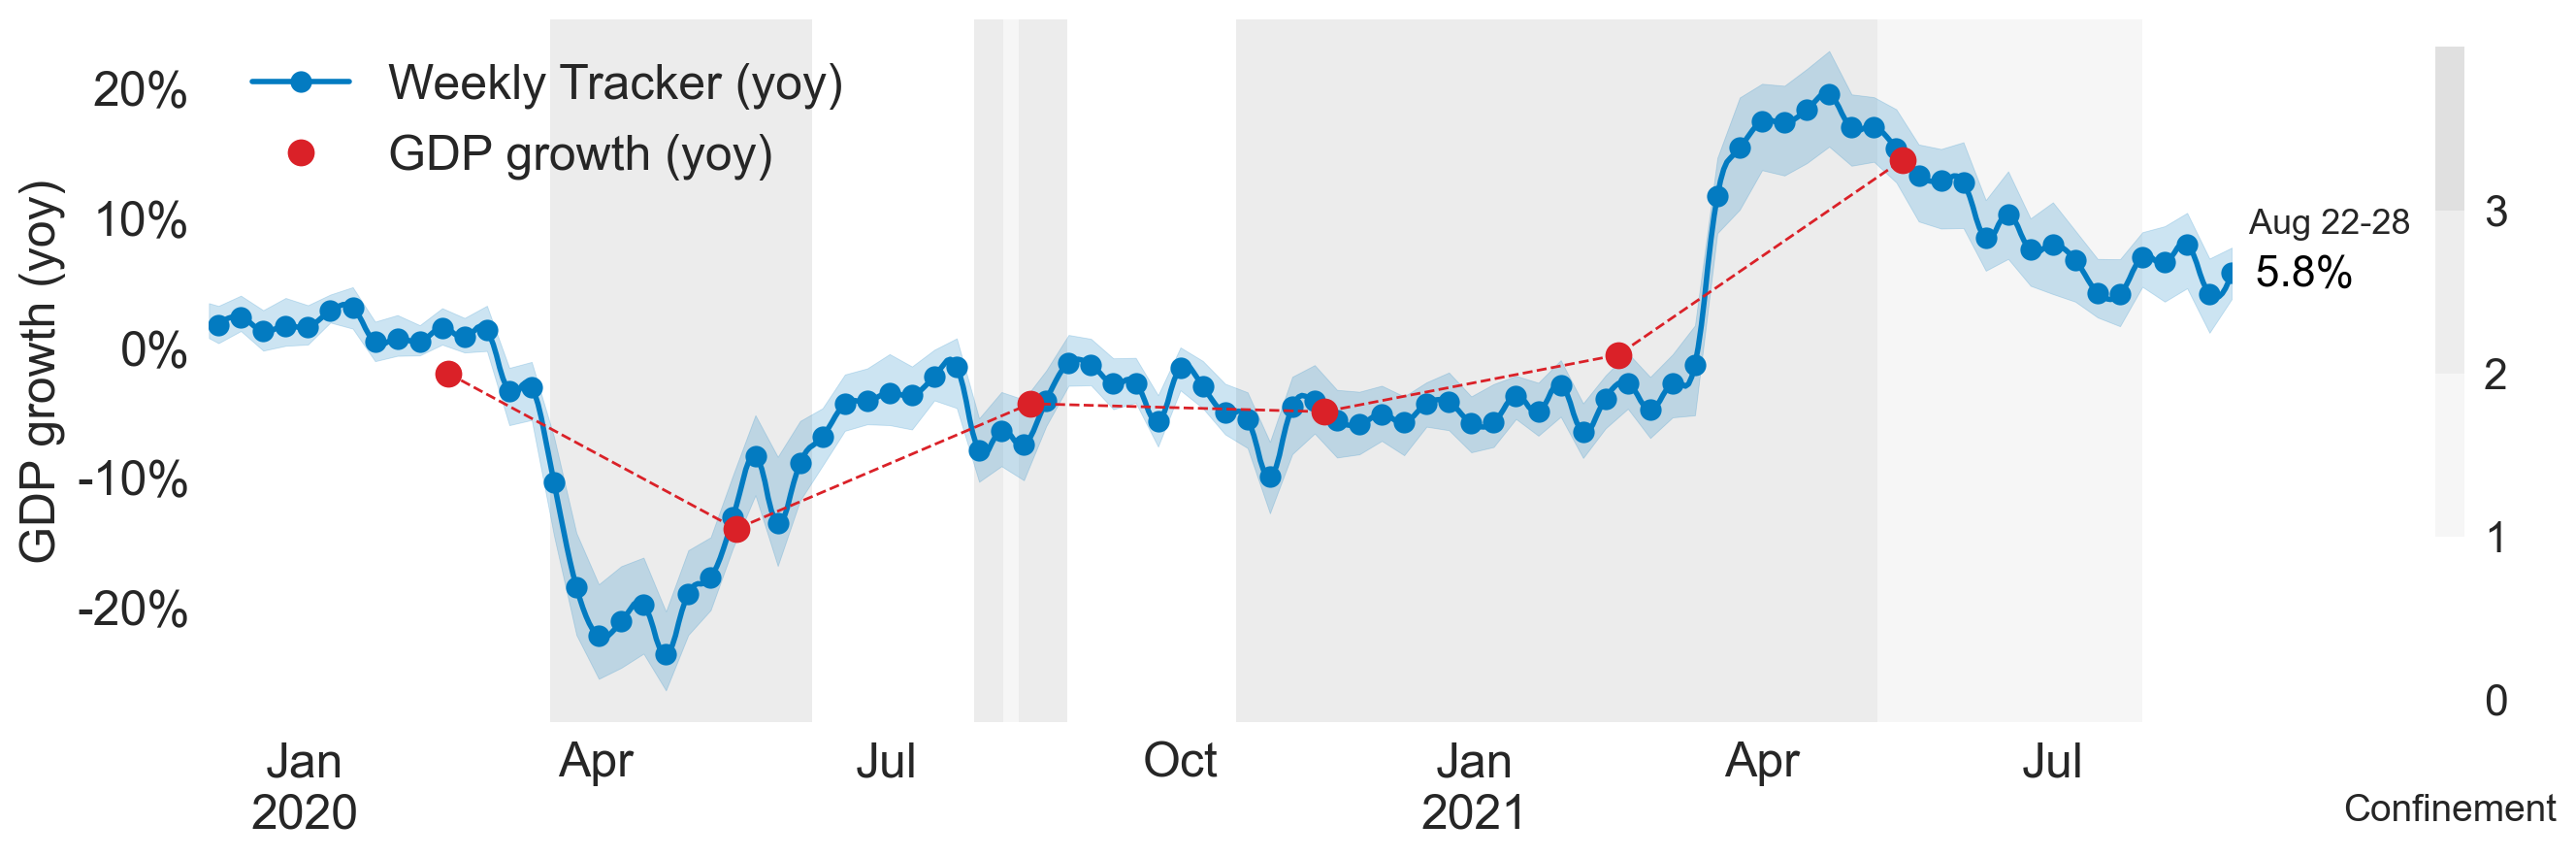 Weekly Tracker (yoy)
GDP growth (yoy)
GDP growth (yoy)
20%
10%
0%
-10%
-20%
Jan
2020
Apr
Jul
Oct
Jan
2021
Apr
Jul
Aug 22-28
5.8%
3
2
1
0
Confinement